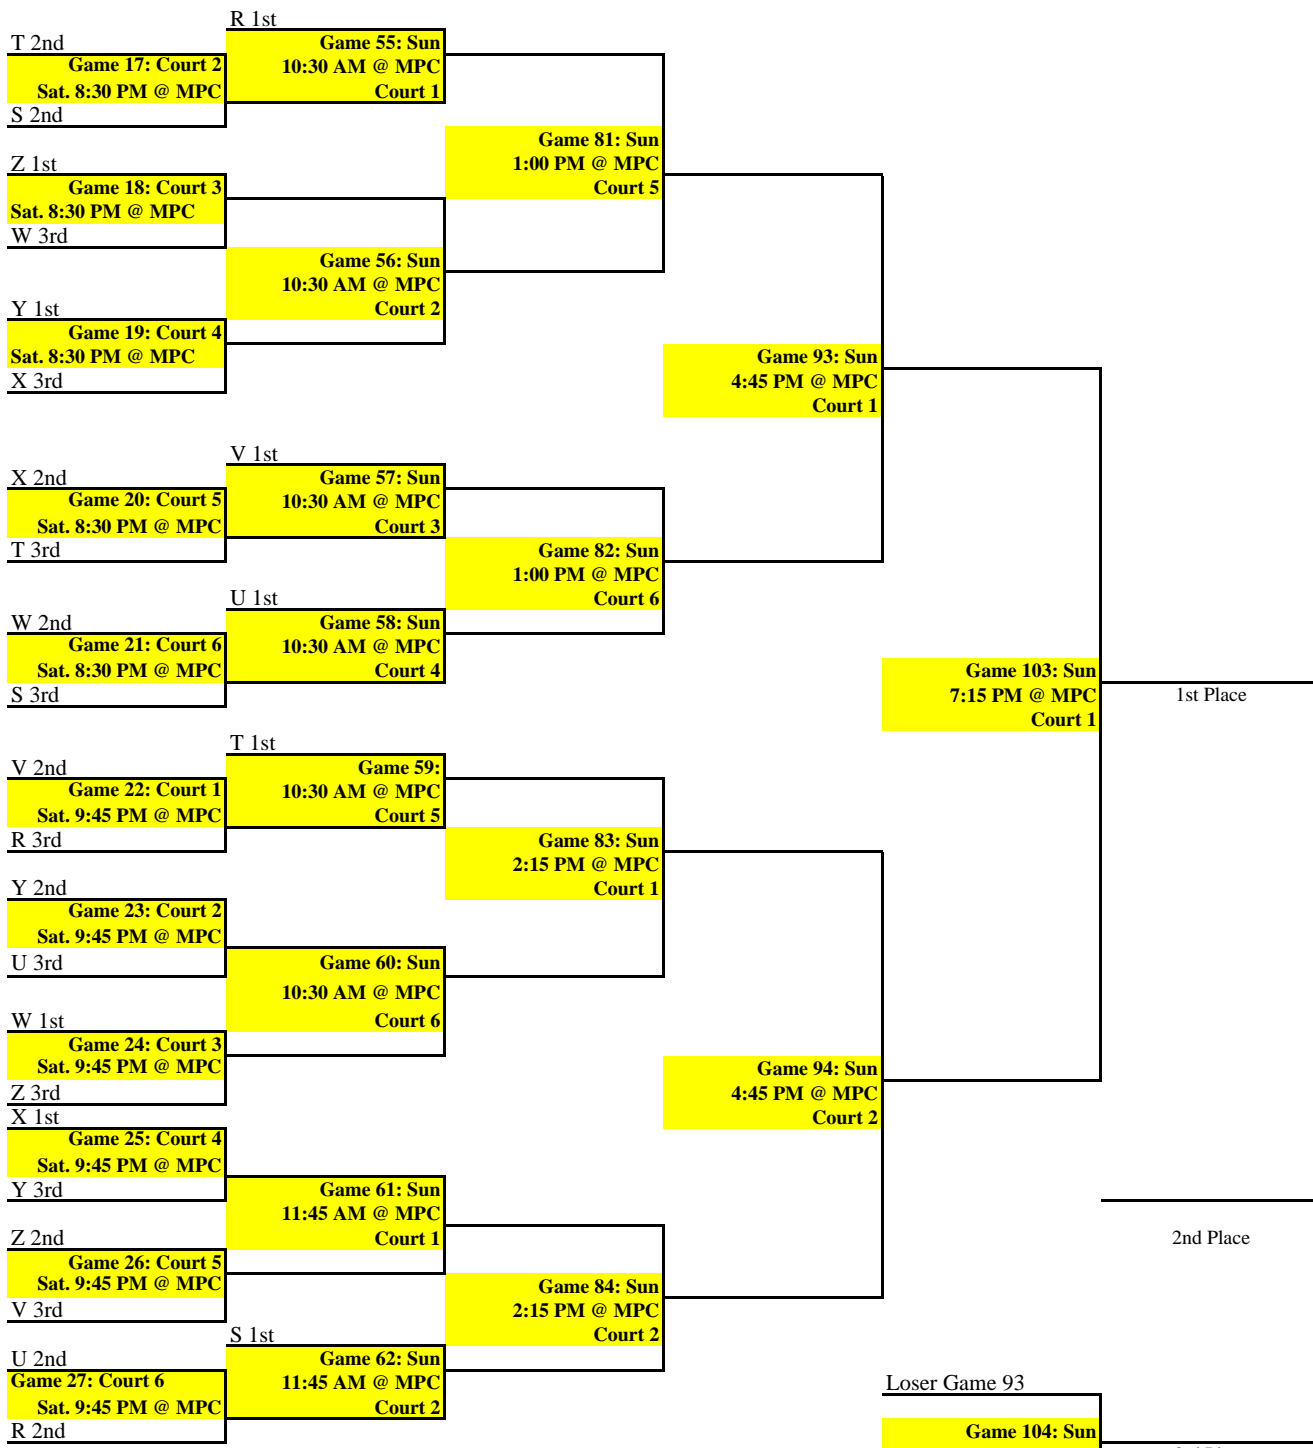 R 1st
T 2nd
Game 55: Sun
10:30 AM @ MPC
Court 1
Game 17: Court 2
Sat. 8:30 PM @ MPC
S 2nd
Game 81: Sun
1:00 PM @ MPC
Court 5
Z 1st
Game 18: Court 3
Sat. 8:30 PM @ MPC
W 3rd
Game 56: Sun
10:30 AM @ MPC
Court 2
Y 1st
Game 19: Court 4
Sat. 8:30 PM @ MPC
X 3rd
Game 93: Sun
4:45 PM @ MPC
Court 1
V 1st
X 2nd
Game 57: Sun
10:30 AM @ MPC
Court 3
Game 20: Court 5
Sat. 8:30 PM @ MPC
T 3rd
Game 82: Sun
1:00 PM @ MPC
Court 6
U 1st
W 2nd
Game 58: Sun
10:30 AM @ MPC
Court 4
Game 21: Court 6
Sat. 8:30 PM @ MPC
S 3rd
Game 103: Sun
7:15 PM @ MPC
Court 1
1st Place
T 1st
V 2nd
Game 59:
10:30 AM @ MPC
Court 5
Game 22: Court 1
Sat. 9:45 PM @ MPC
R 3rd
Game 83: Sun
2:15 PM @ MPC
Court 1
Y 2nd
Game 23: Court 2
Sat. 9:45 PM @ MPC
U 3rd
Game 60: Sun
10:30 AM @ MPC
Court 6
W 1st
Game 24: Court 3
Sat. 9:45 PM @ MPC
Z 3rd
Game 94: Sun
4:45 PM @ MPC
Court 2
X 1st
Game 25: Court 4
Sat. 9:45 PM @ MPC
Y 3rd
Game 61: Sun
11:45 AM @ MPC
Court 1
Z 2nd
2nd Place
Game 26: Court 5
Sat. 9:45 PM @ MPC
V 3rd
Game 84: Sun
2:15 PM @ MPC
Court 2
S 1st
U 2nd
Game 62: Sun
11:45 AM @ MPC
Court 2
Game 27: Court 6
Sat. 9:45 PM @ MPC
R 2nd
Loser Game 93
Game 104: Sun